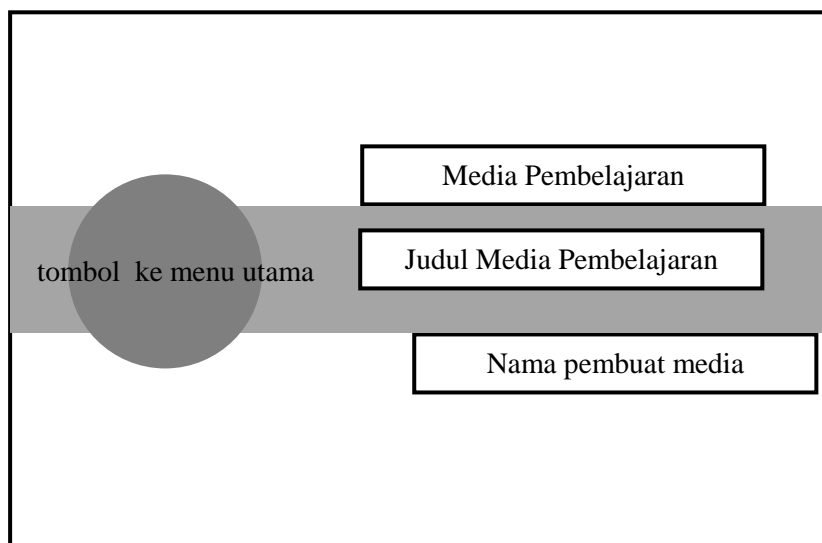 Media Pembelajaran
tombol ke menu utama
Judul Media Pembelajaran
Nama pembuat media